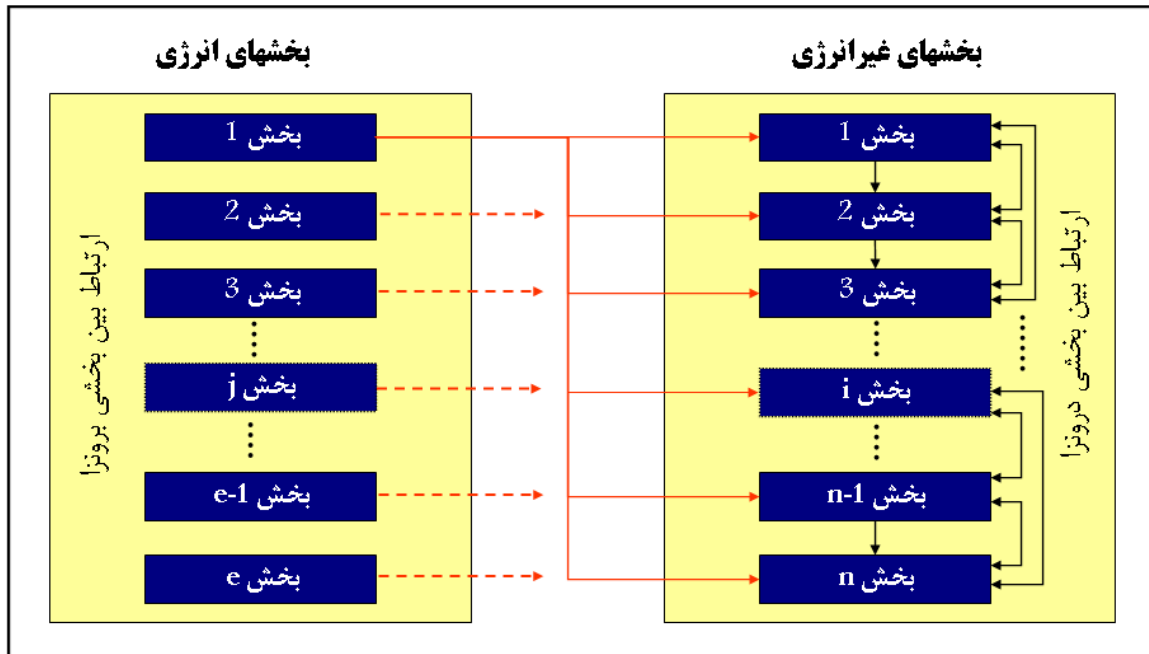 بخشهای غیرانرژی
بخش 1
بخش 2
بخش 3
بخش i
بخش n-1
بخش n
ارتباط بین بخشی درونزا
بخشهای انرژی
بخش 1
بخش 2
بخش 3
بخش j
بخش e-1
بخش e
ارتباط بین بخشی برونزا